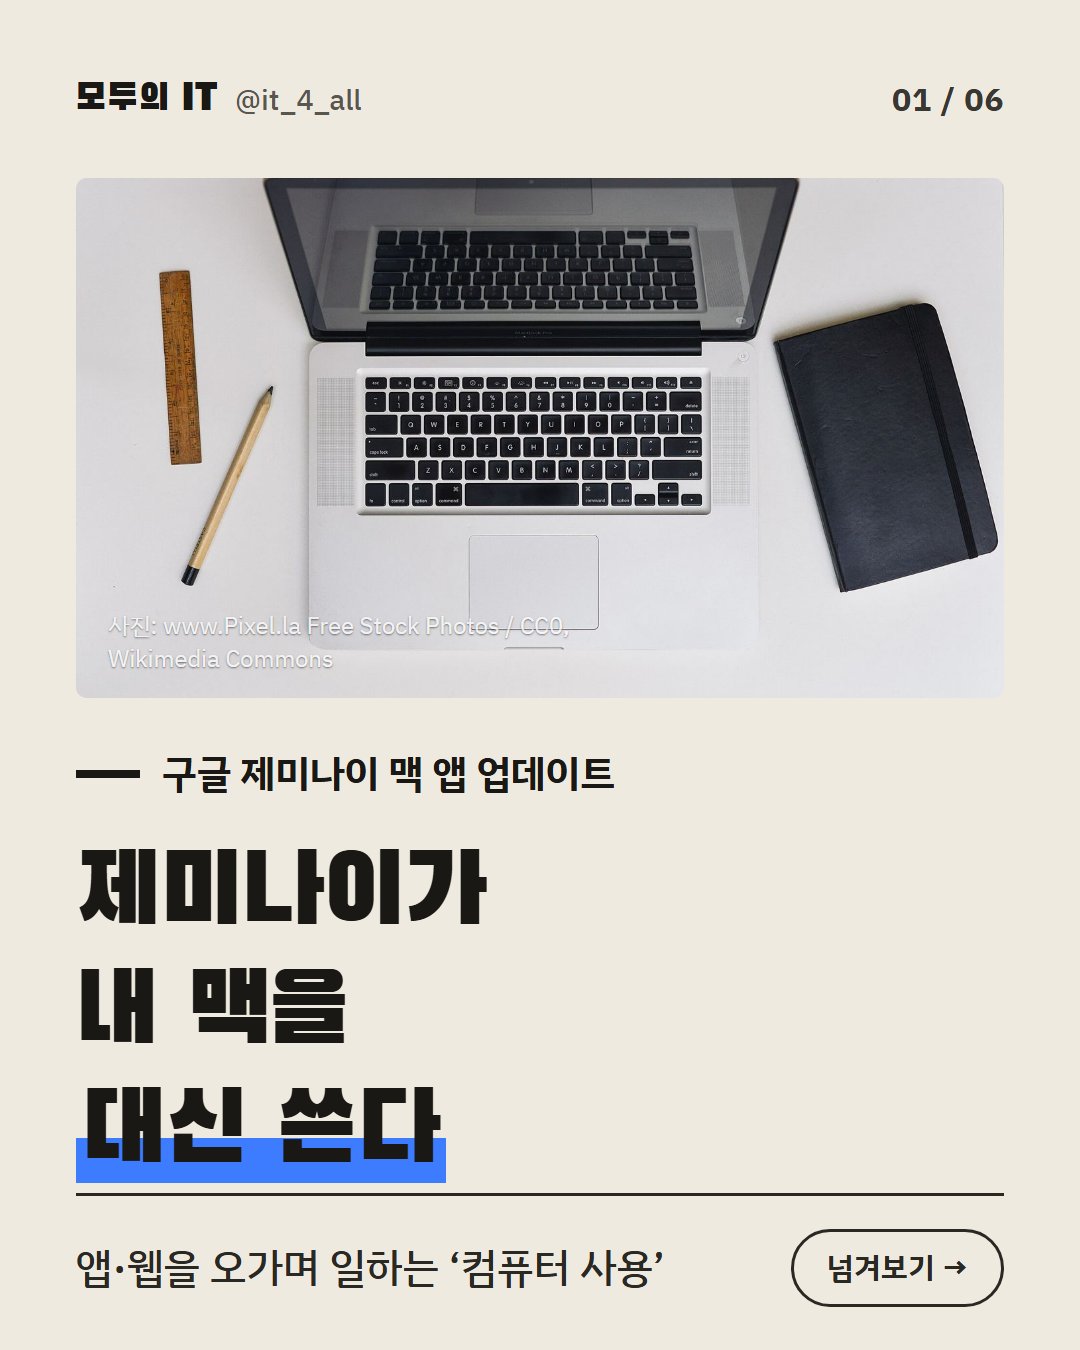 모두의 IT @it_4_all
01 / 06
사진: www.Pixel.la Free Stock Photos / CC0,
Wikimedia Commons
구글 제미나이 맥 앱 업데이트
제미나이가
내 맥을
대신 쓴다
앱·웹을 오가며 일하는 ‘컴퓨터 사용’
넘겨보기 →